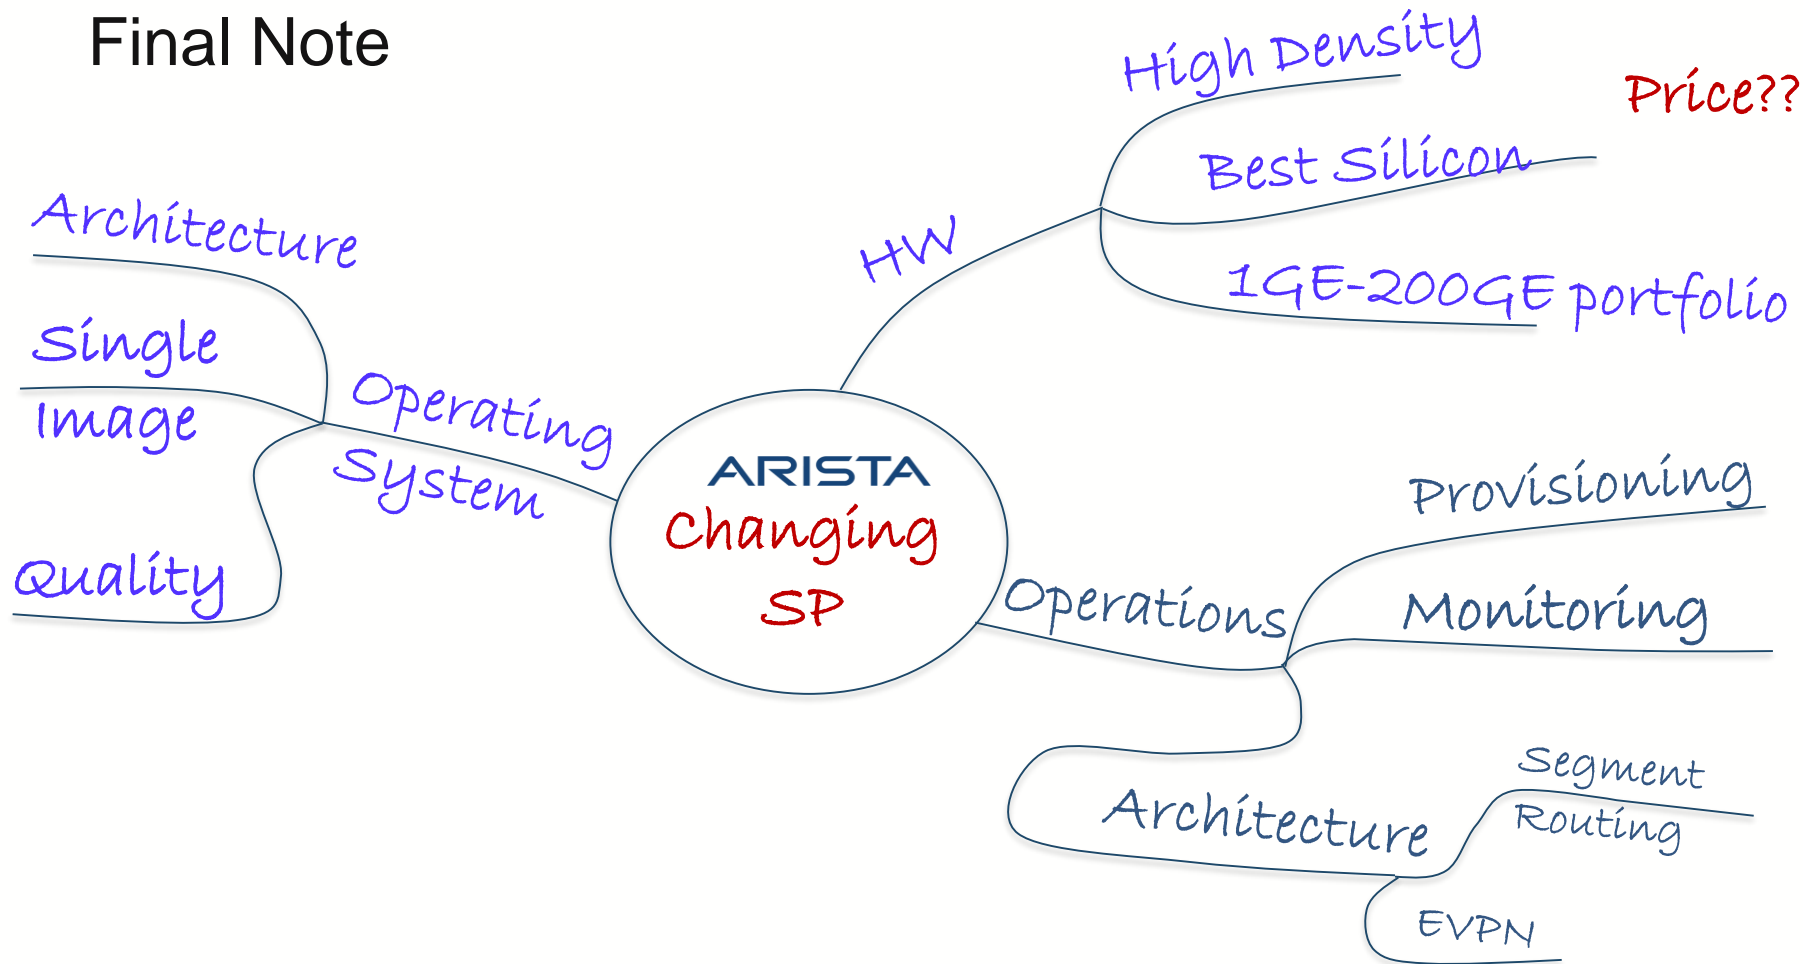 Final Note
High Density
Price??
Best Silicon
HW
1GE-200GE portfolio
Architecture
Single
Image
Operating
System
Quality
ARISTA
Changing
SP
Operations
Provisioning
Monitoring
Architecture
Segment
Routing
EVPN